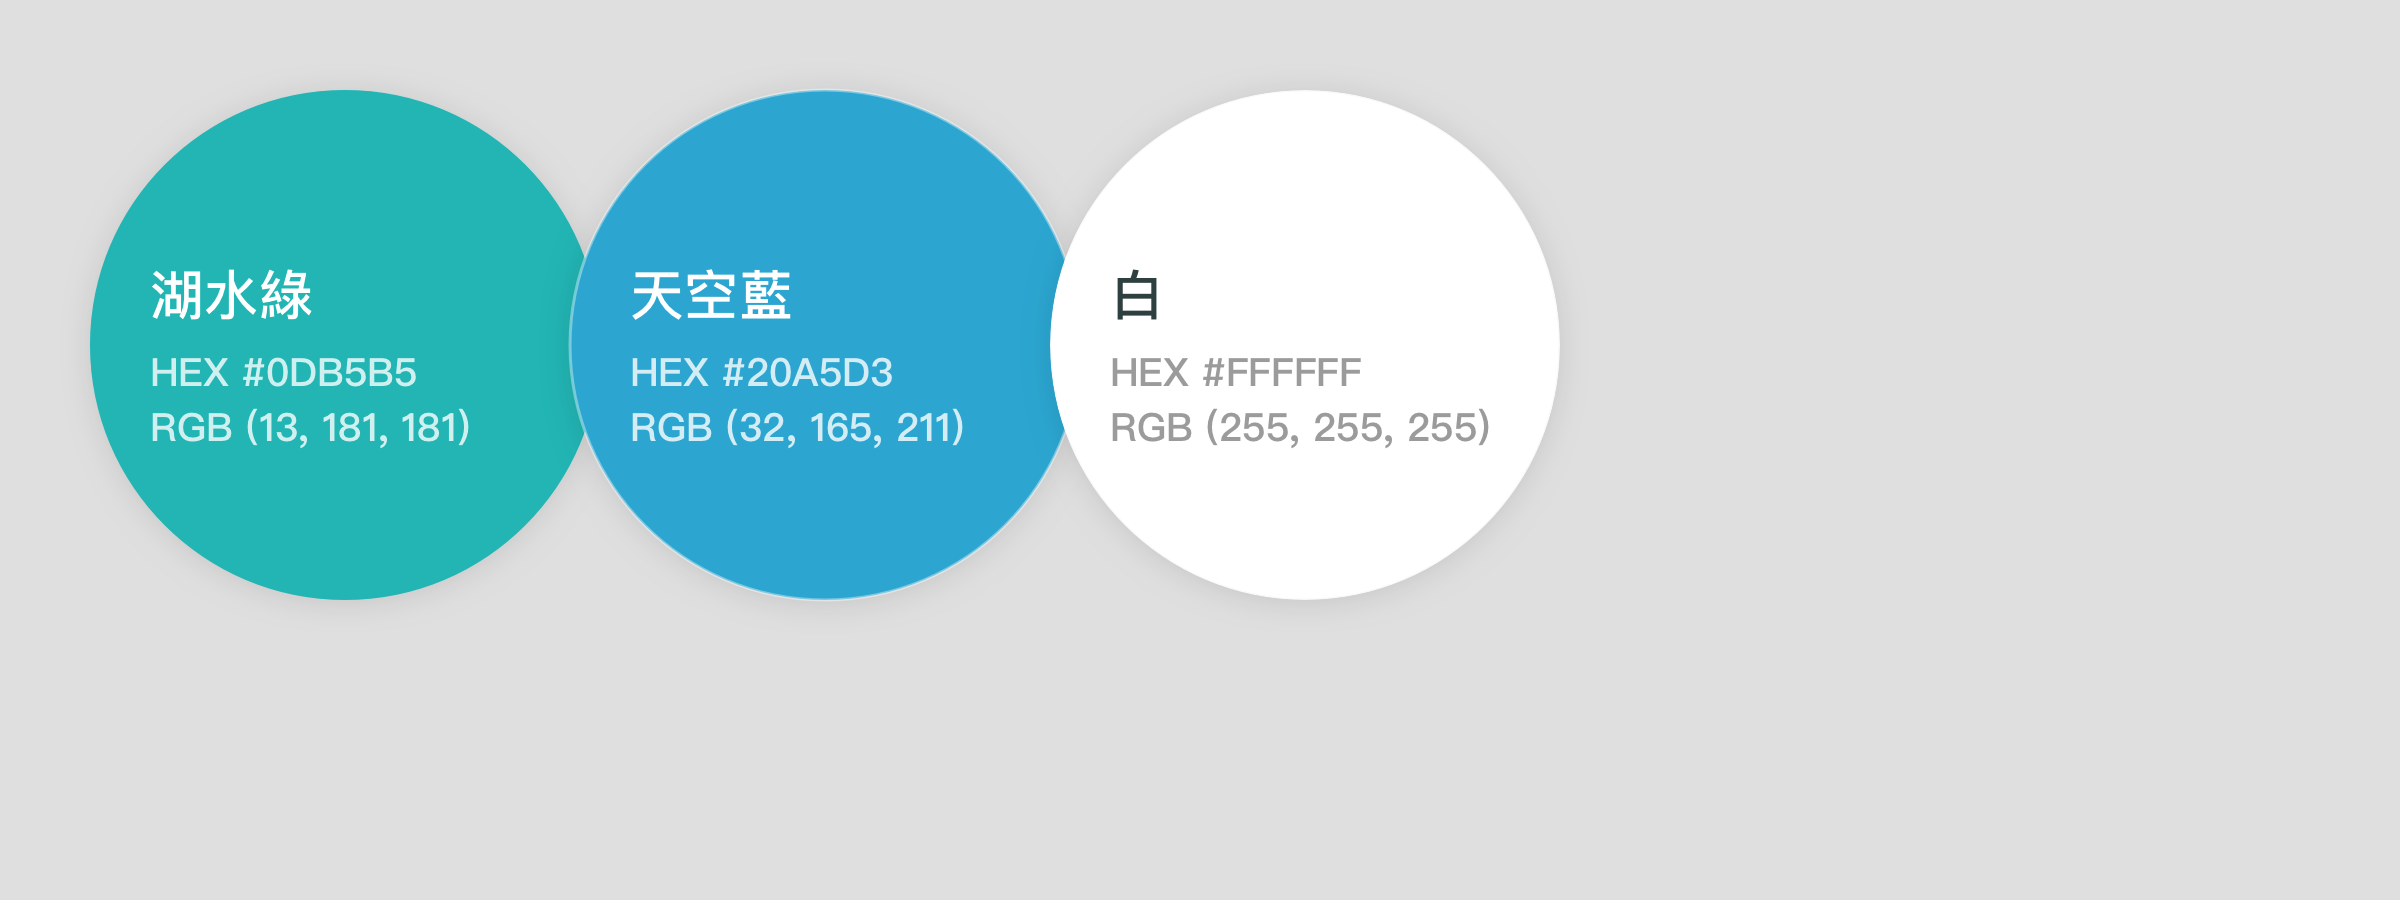 湖水綠
HEX #0DB5B5
RGB (13, 181, 181)
天空藍
HEX #20A5D3
RGB (32, 165, 211)
白
HEX #FFFFFF
RGB (255, 255, 255)